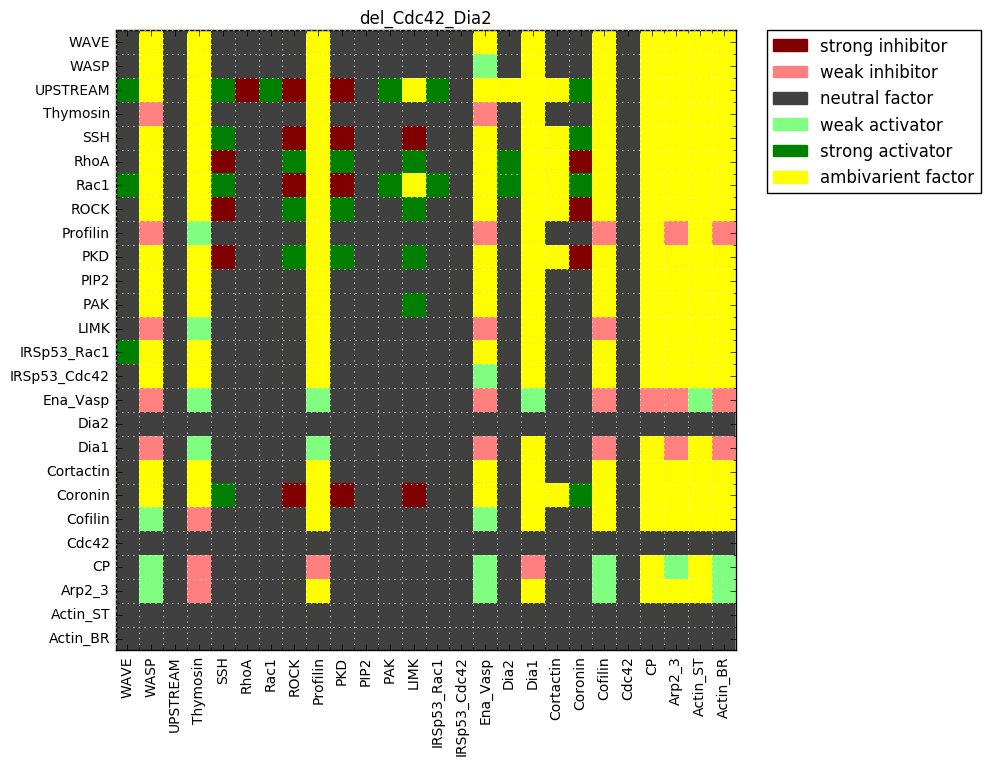 del_Cdc42_Dia2
WAVE
WASP
UPSTREAM
Thymosin
SSH
RhoA
Rac1
ROCK
Profilin
PKD
PIP2
PAK
LIMK
IRSp53_Rac1
IRSp53_Cdc42
Ena_Vasp
Dia2
Dia1
Cortactin
Coronin
Cofilin
Cdc42
CP
Arp2_3
Actin_ST
Actin_BR
WAVE
WASP
UPSTREAM
Thymosin
SSH
RhoA
Rac1
ROCK
Profilin
PKD
PIP2
PAK
LIMK
IRSp53_Rac1
IRSp53_Cdc42
Ena_Vasp
Dia2
Dia1
Cortactin
Coronin
Cofilin
Cdc42
CP
Arp2_3
Actin_ST
Actin_BR
strong inhibitor
weak inhibitor
neutral factor
weak activator
strong activator
ambivarient factor